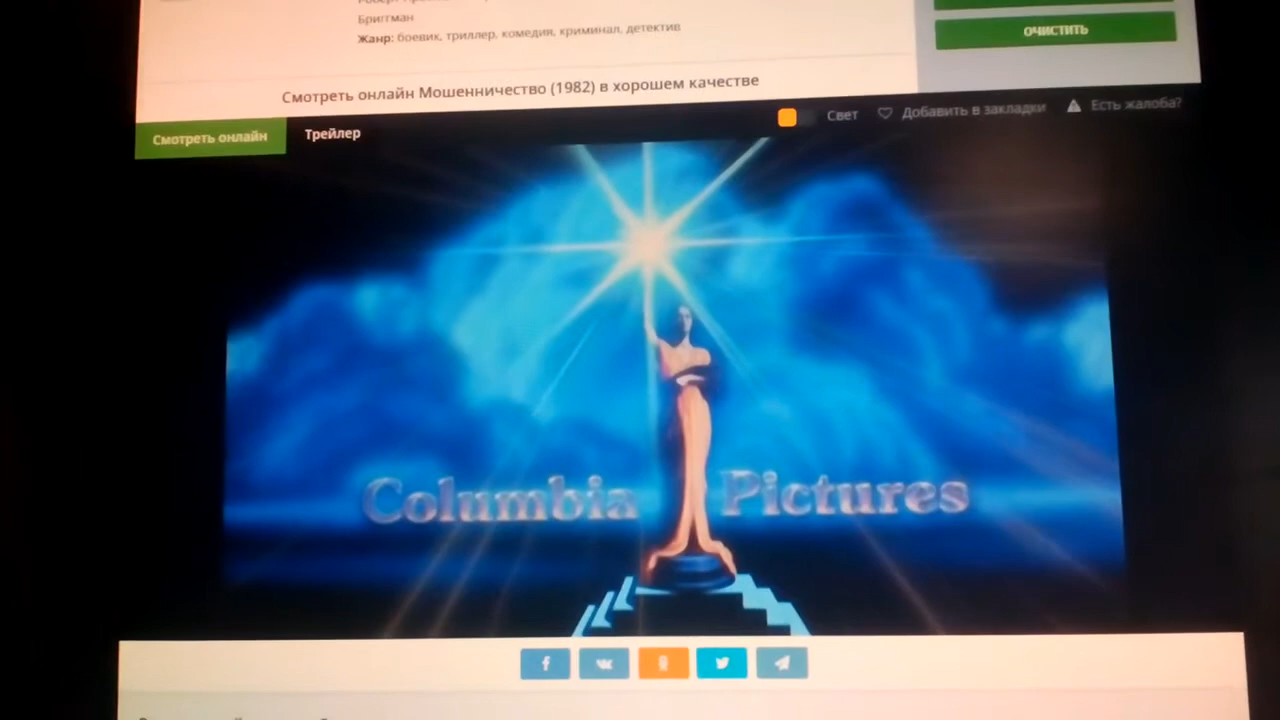 Бриггман
Жанр: боевик, триллер, комедия, криминал, детектив
ОЧИСТИТЬ
Смотреть онлайн Мошенничество (1982) в хорошем качестве
Смотреть онлайн
Трейлер
Свет
Добавить в закладки
Есть жалоба?
Columbia Pictures